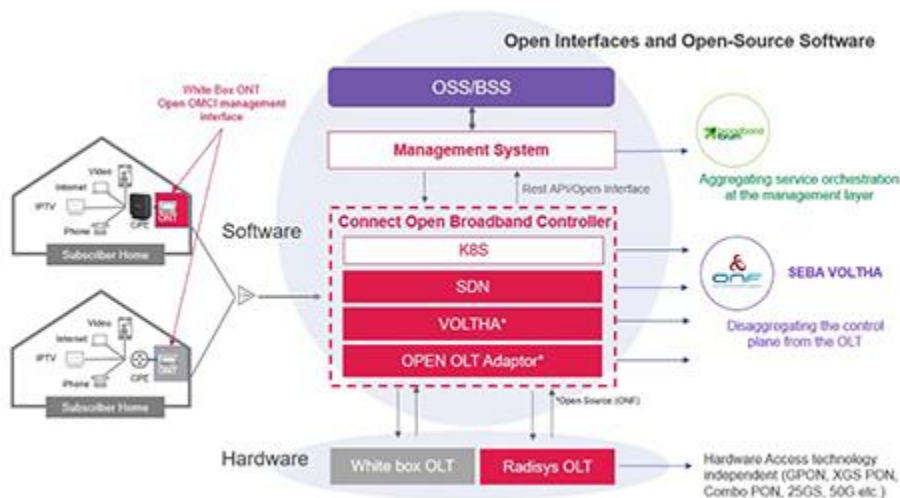 Open Interfaces and Open-Source Software
White Box ONT
Open OMCI management
interface
OSS/BSS
Management System
broadband
forum
Aggregating service orchestration
at the management layer
Rest API/Open Interface
Connect Open Broadband Controller
K8S
SDN
VOLTHA*
OPEN OLT Adaptor*
*Open Source (ONF)
ONF
SEBA VOLTHA
Disaggregating the control
plane from the OLT
Software
Video
Internet
IPTV
Phone
CPE
ONT
Subscriber Home
Video
Internet
IPTV
Phone
CPE
ONT
Subscriber Home
Hardware
White box OLT
Radisys OLT
Hardware Access technology
independent (GPON, XGS PON,
Combo PON, 25GS, 50G etc.)